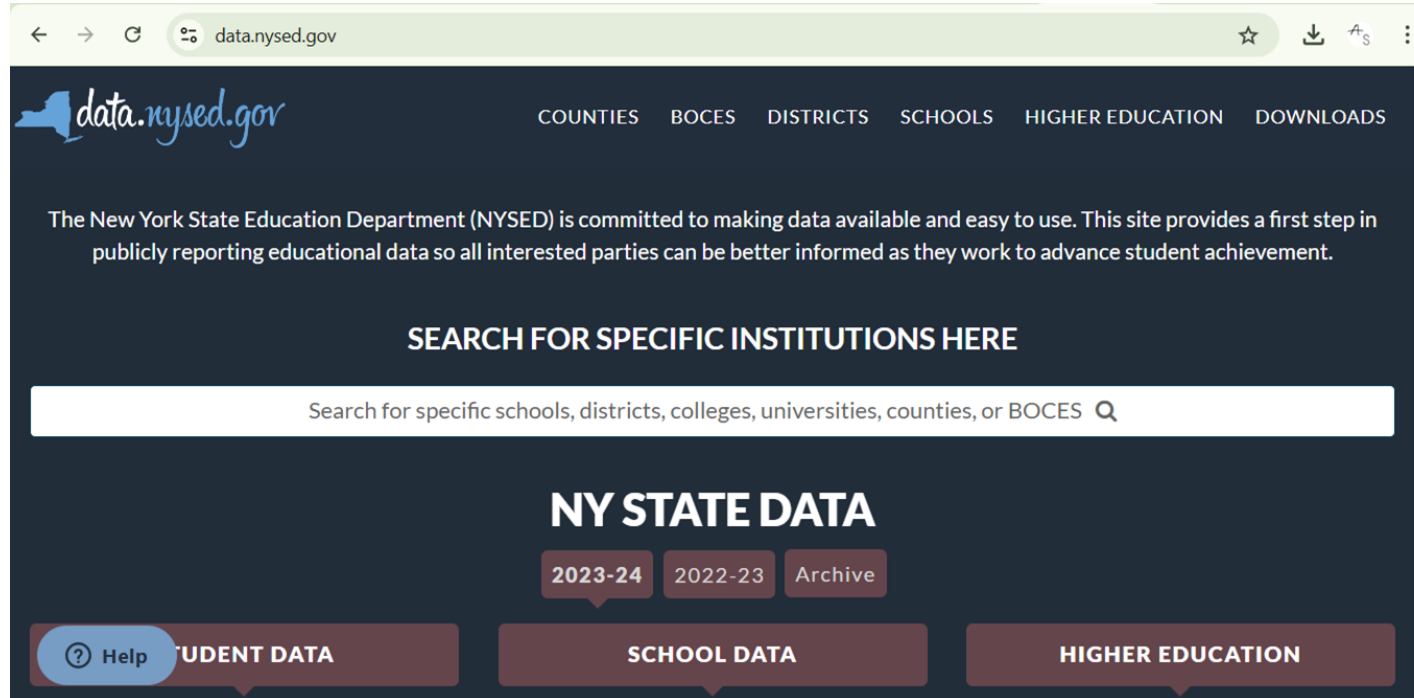 data.nysed.gov
data.nysed.gov
COUNTIES BOCES DISTRICTS SCHOOLS HIGHER EDUCATION DOWNLOADS
The New York State Education Department (NYSED) is committed to making data available and easy to use. This site provides a first step in
publicly reporting educational data so all interested parties can be better informed as they work to advance student achievement.
SEARCH FOR SPECIFIC INSTITUTIONS HERE
Search for specific schools, districts, colleges, universities, counties, or BOCES
NY STATE DATA
2023-24 2022-23 Archive
Help UDENT DATA SCHOOL DATA HIGHER EDUCATION